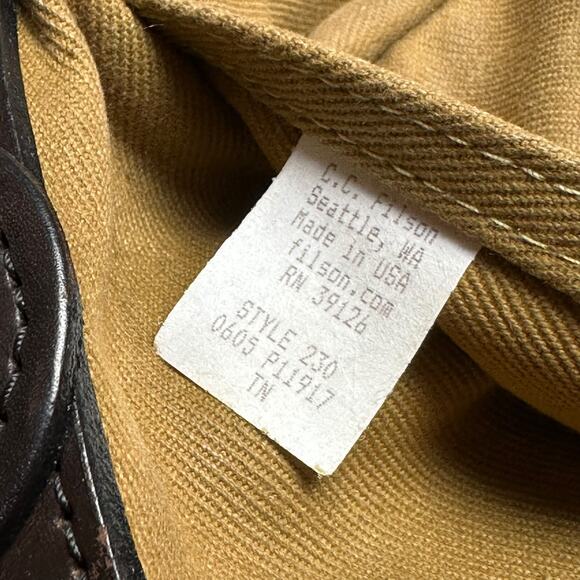 C.C. Filson
Seattle, WA
Made in USA
filson.com
RN 39126
STYLE 230
0605 P11917
TN